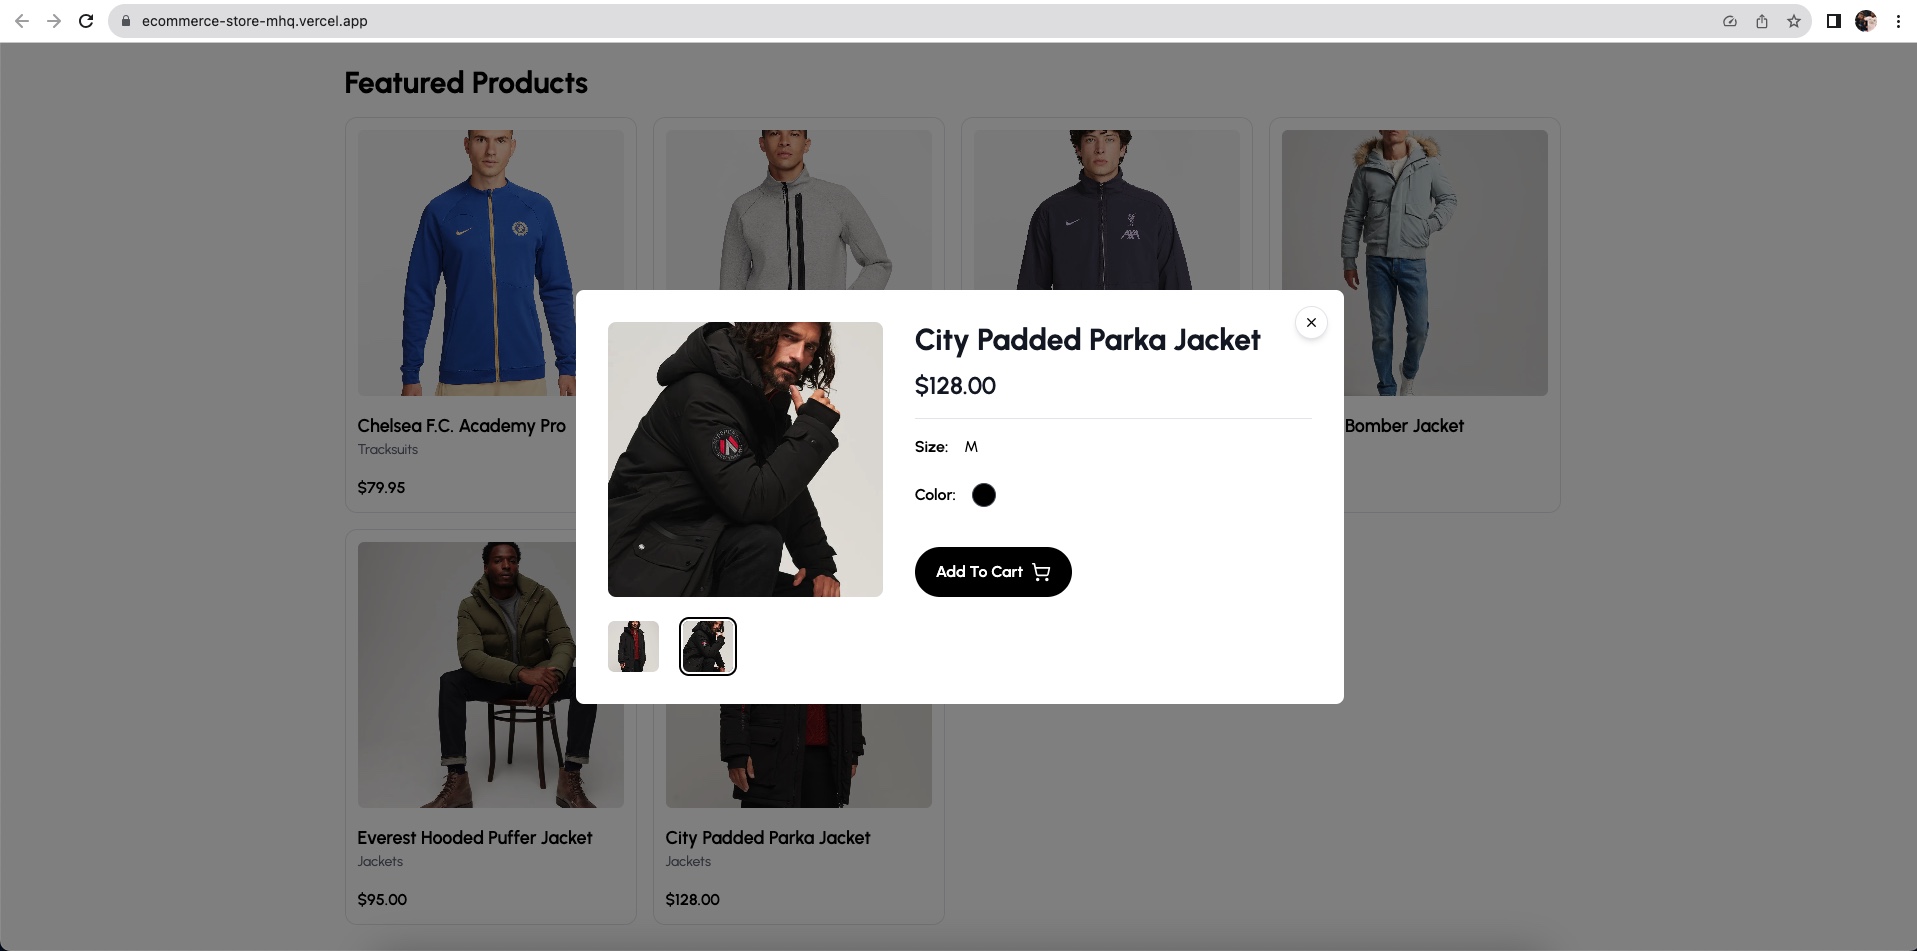 ecommerce-store-mhq.vercel.app
Featured Products
Chelsea F.C. Academy Pro
Tracksuits
$79.95
Bomber Jacket
City Padded Parka Jacket
$128.00
Size: M
Color:
Add To Cart
Everest Hooded Puffer Jacket
Jackets
$95.00
City Padded Parka Jacket
Jackets
$128.00
AXA